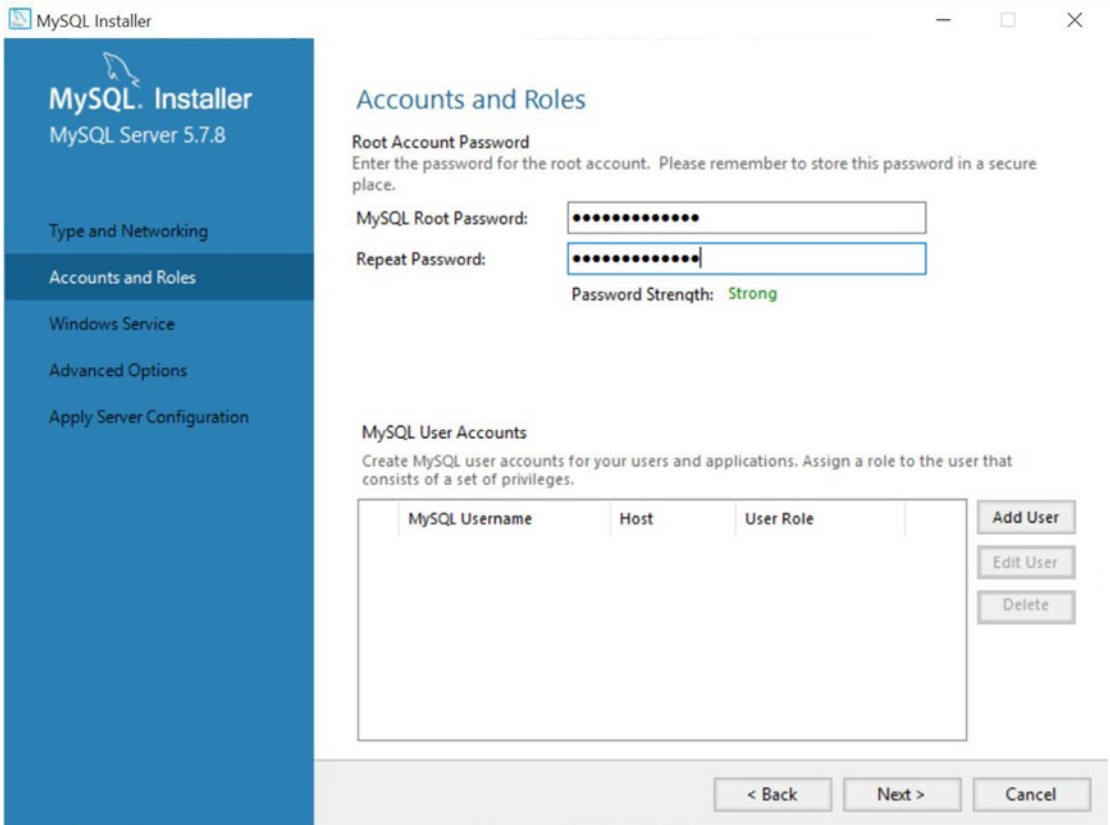 MySQL Installer
MySQL. Installer
MySQL Server 5.7.8
Type and Networking
Accounts and Roles
Windows Service
Advanced Options
Apply Server Configuration
Accounts and Roles
Root Account Password
Enter the password for the root account.  Please remember to store this password in a secure
place.
MySQL Root Password: •••••••••••••
Repeat Password: •••••••••••••
Password Strength: Strong
MySQL User Accounts
Create MySQL user accounts for your users and applications. Assign a role to the user that
consists of a set of privileges.
MySQL Username Host User Role
Add User
Edit User
Delete
< Back Next > Cancel